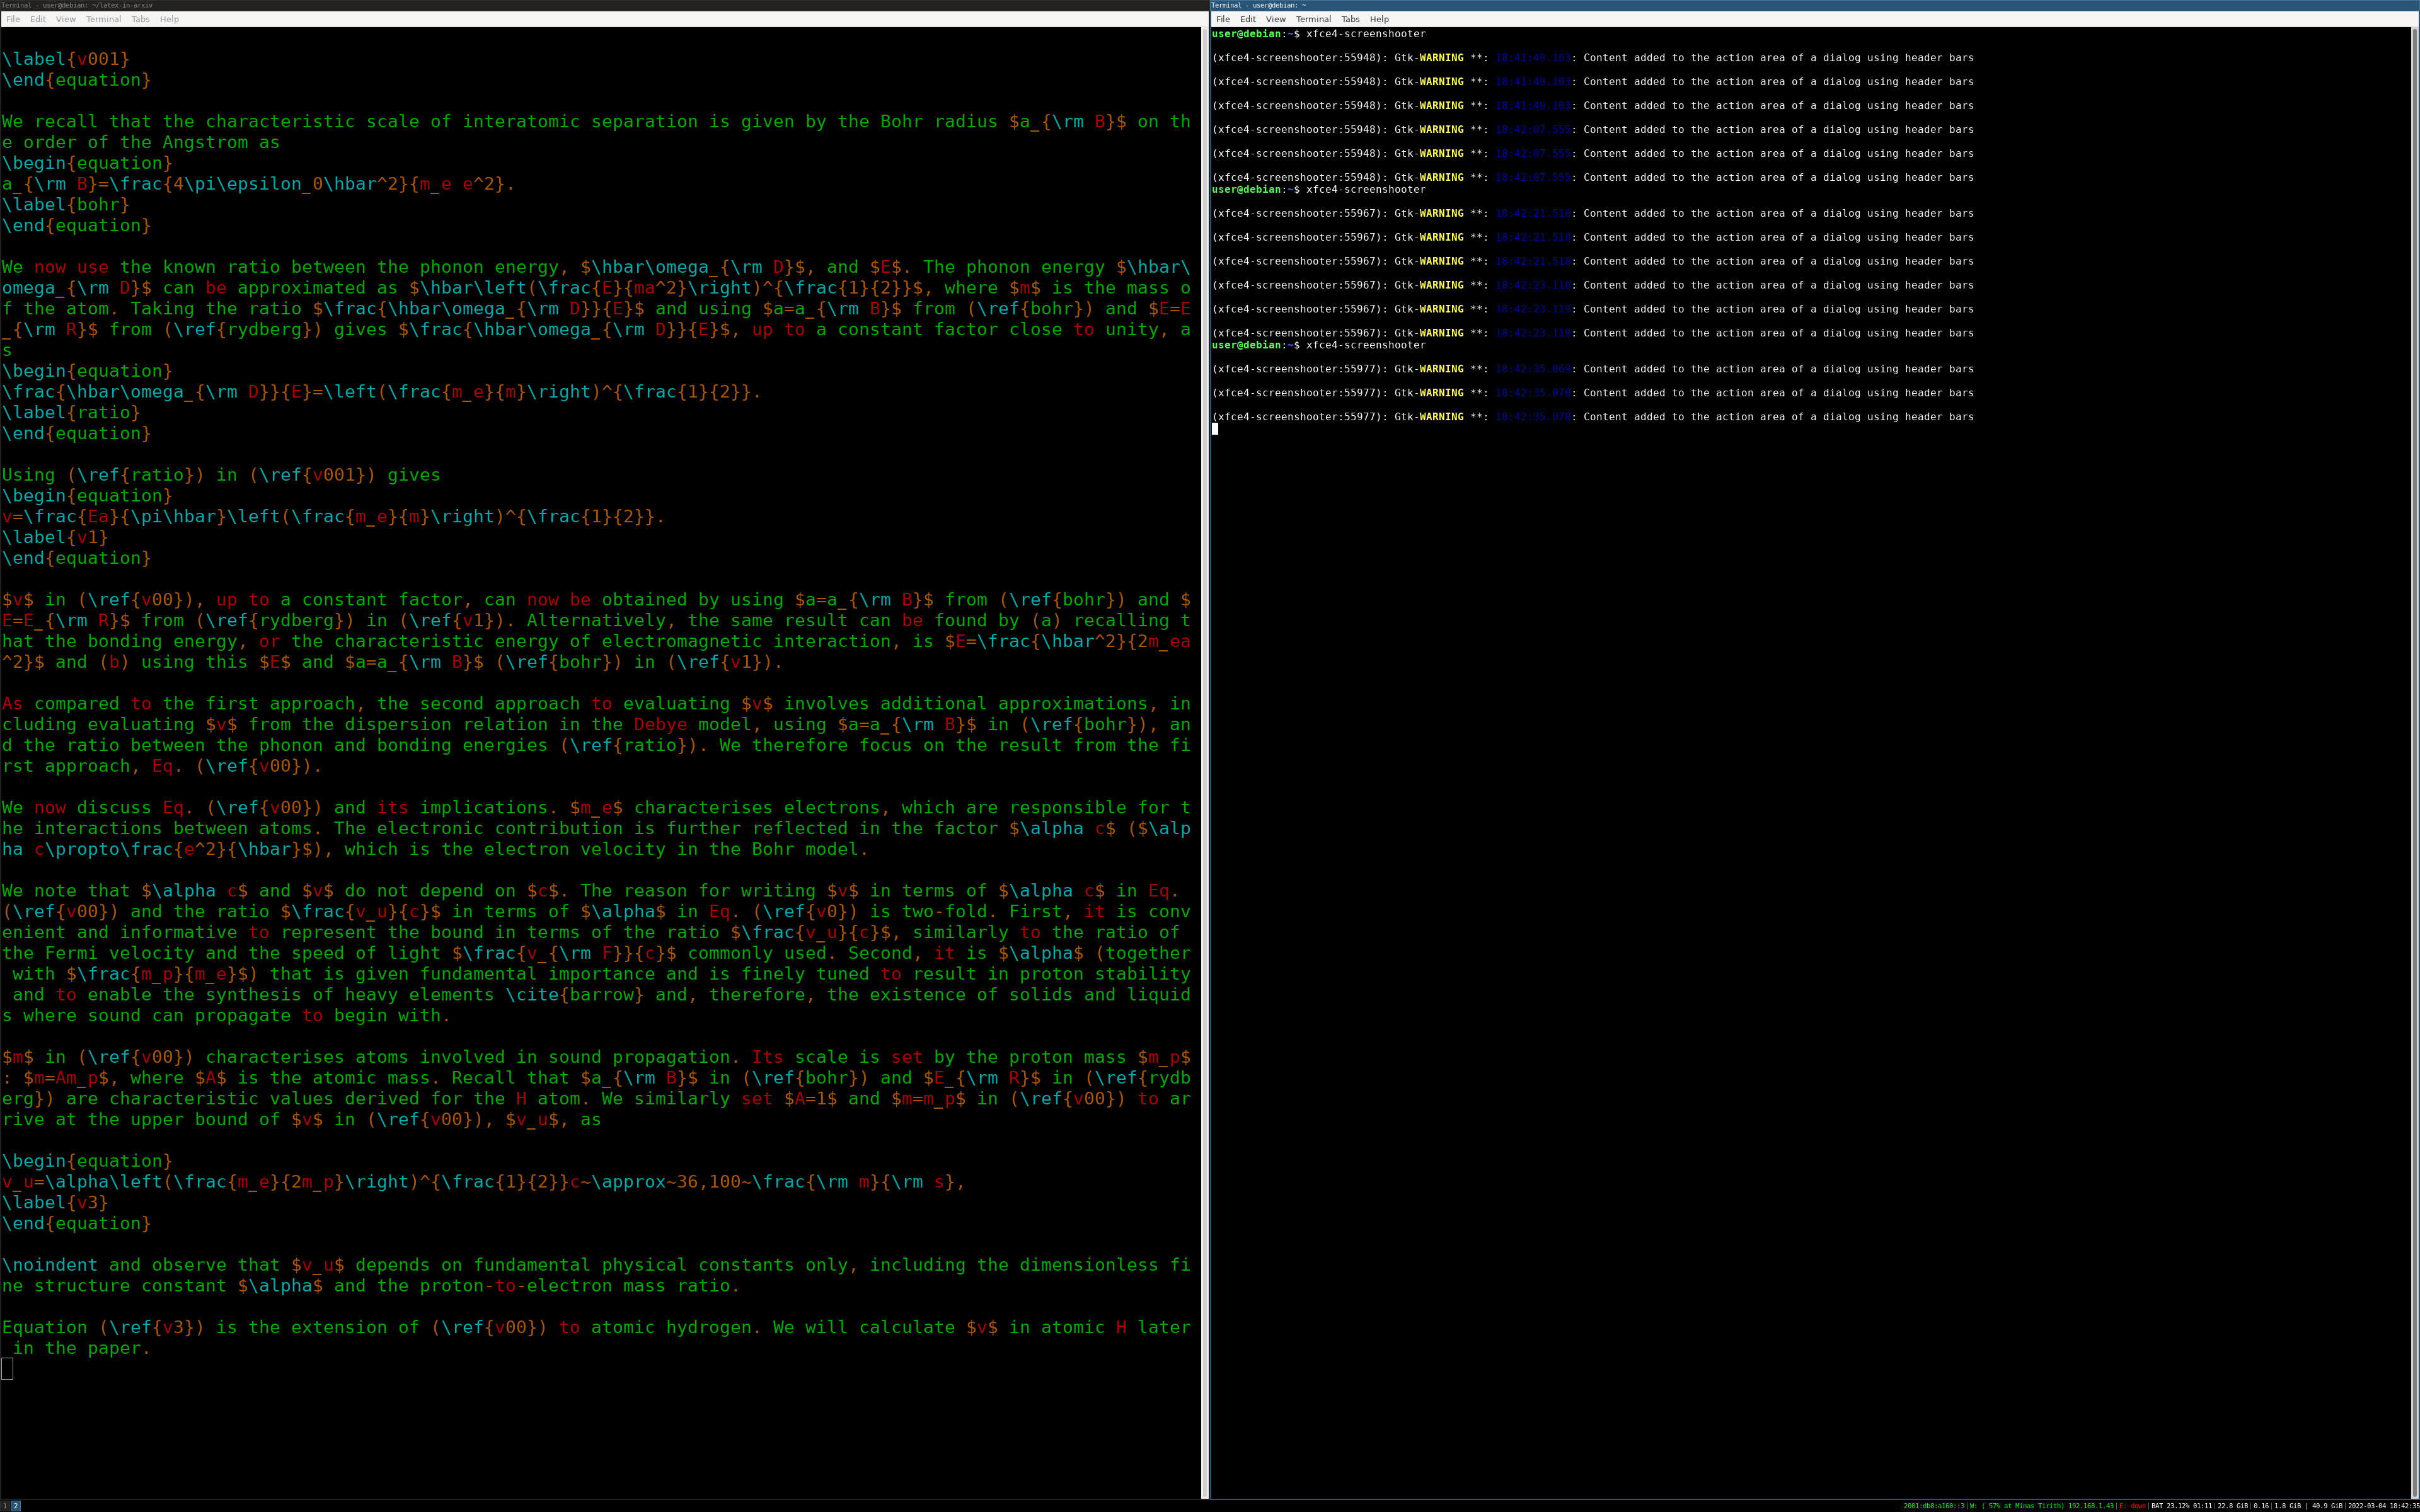 Terminal - user@debian: ~/latex-in-arxiv
File Edit View Terminal Tabs Help
\label{v001}
\end{equation}
We recall that the characteristic scale of interatomic separation is given by the Bohr radius $a_{\rm B}$ on th
e order of the Angstrom as
\begin{equation}
a_{\rm B}=\frac{4\pi\epsilon_0\hbar^2}{m_e e^2}.
\label{bohr}
\end{equation}
We now use the known ratio between the phonon energy, $\hbar\omega_{\rm D}$, and $E$. The phonon energy $\hbar\
omega_{\rm D}$ can be approximated as $\hbar\left(\frac{E}{ma^2}\right)^{\frac{1}{2}}$, where $m$ is the mass o
f the atom. Taking the ratio $\frac{\hbar\omega_{\rm D}}{E}$ and using $a=a_{\rm B}$ from (\ref{bohr}) and $E=E
_{\rm R}$ from (\ref{rydberg}) gives $\frac{\hbar\omega_{\rm D}}{E}$, up to a constant factor close to unity, a
s
\begin{equation}
\frac{\hbar\omega_{\rm D}}{E}=\left(\frac{m_e}{m}\right)^{\frac{1}{2}}.
\label{ratio}
\end{equation}
Using (\ref{ratio}) in (\ref{v001}) gives
\begin{equation}
v=\frac{Ea}{\pi\hbar}\left(\frac{m_e}{m}\right)^{\frac{1}{2}}.
\label{v1}
\end{equation}
$v$ in (\ref{v00}), up to a constant factor, can now be obtained by using $a=a_{\rm B}$ from (\ref{bohr}) and $
E=E_{\rm R}$ from (\ref{rydberg}) in (\ref{v1}). Alternatively, the same result can be found by (a) recalling t
hat the bonding energy, or the characteristic energy of electromagnetic interaction, is $E=\frac{\hbar^2}{2m_ea
^2}$ and (b) using this $E$ and $a=a_{\rm B}$ (\ref{bohr}) in (\ref{v1}).
As compared to the first approach, the second approach to evaluating $v$ involves additional approximations, in
cluding evaluating $v$ from the dispersion relation in the Debye model, using $a=a_{\rm B}$ in (\ref{bohr}), an
d the ratio between the phonon and bonding energies (\ref{ratio}). We therefore focus on the result from the fi
rst approach, Eq. (\ref{v00}).
We now discuss Eq. (\ref{v00}) and its implications. $m_e$ characterises electrons, which are responsible for t
he interactions between atoms. The electronic contribution is further reflected in the factor $\alpha c$ ($\alp
ha c\propto\frac{e^2}{\hbar}$), which is the electron velocity in the Bohr model.
We note that $\alpha c$ and $v$ do not depend on $c$. The reason for writing $v$ in terms of $\alpha c$ in Eq.
(\ref{v00}) and the ratio $\frac{v_u}{c}$ in terms of $\alpha$ in Eq. (\ref{v0}) is two-fold. First, it is conv
enient and informative to represent the bound in terms of the ratio $\frac{v_u}{c}$, similarly to the ratio of
the Fermi velocity and the speed of light $\frac{v_{\rm F}}{c}$ commonly used. Second, it is $\alpha$ (together
with $\frac{m_p}{m_e}$) that is given fundamental importance and is finely tuned to result in proton stability
and to enable the synthesis of heavy elements \cite{barrow} and, therefore, the existence of solids and liquid
s where sound can propagate to begin with.
$m$ in (\ref{v00}) characterises atoms involved in sound propagation. Its scale is set by the proton mass $m_p$
: $m=Am_p$, where $A$ is the atomic mass. Recall that $a_{\rm B}$ in (\ref{bohr}) and $E_{\rm R}$ in (\ref{rydb
erg}) are characteristic values derived for the H atom. We similarly set $A=1$ and $m=m_p$ in (\ref{v00}) to ar
rive at the upper bound of $v$ in (\ref{v00}), $v_u$, as
\begin{equation}
v_u=\alpha\left(\frac{m_e}{2m_p}\right)^{\frac{1}{2}}c~\approx~36,100~\frac{\rm m}{\rm s},
\label{v3}
\end{equation}
\noindent and observe that $v_u$ depends on fundamental physical constants only, including the dimensionless fi
ne structure constant $\alpha$ and the proton-to-electron mass ratio.
Equation (\ref{v3}) is the extension of (\ref{v00}) to atomic hydrogen. We will calculate $v$ in atomic H later
in the paper.
Terminal - user@debian: ~
File Edit View Terminal Tabs Help
user@debian:~$ xfce4-screenshooter
(xfce4-screenshooter:55948): Gtk-WARNING **: : Content added to the action area of a dialog using header bars
(xfce4-screenshooter:55948): Gtk-WARNING **: : Content added to the action area of a dialog using header bars
(xfce4-screenshooter:55948): Gtk-WARNING **: : Content added to the action area of a dialog using header bars
(xfce4-screenshooter:55948): Gtk-WARNING **: 18:42:07.555: Content added to the action area of a dialog using header bars
(xfce4-screenshooter:55948): Gtk-WARNING **: 18:42:07.555: Content added to the action area of a dialog using header bars
(xfce4-screenshooter:55948): Gtk-WARNING **: 18:42:07.555: Content added to the action area of a dialog using header bars
user@debian:~$ xfce4-screenshooter
(xfce4-screenshooter:55967): Gtk-WARNING **: : Content added to the action area of a dialog using header bars
(xfce4-screenshooter:55967): Gtk-WARNING **: : Content added to the action area of a dialog using header bars
(xfce4-screenshooter:55967): Gtk-WARNING **: : Content added to the action area of a dialog using header bars
(xfce4-screenshooter:55967): Gtk-WARNING **: : Content added to the action area of a dialog using header bars
(xfce4-screenshooter:55967): Gtk-WARNING **: : Content added to the action area of a dialog using header bars
(xfce4-screenshooter:55967): Gtk-WARNING **: : Content added to the action area of a dialog using header bars
user@debian:~$ xfce4-screenshooter
(xfce4-screenshooter:55977): Gtk-WARNING **: : Content added to the action area of a dialog using header bars
(xfce4-screenshooter:55977): Gtk-WARNING **: : Content added to the action area of a dialog using header bars
(xfce4-screenshooter:55977): Gtk-WARNING **: : Content added to the action area of a dialog using header bars
1 2
2001:db8:a160::3|W: ( 57% at Minas Tirith) 192.168.1.43|E: down|BAT 23.12% 01:11|22.8 GiB|0.16|1.8 GiB | 40.9 GiB|2022-03-04 18:42:35